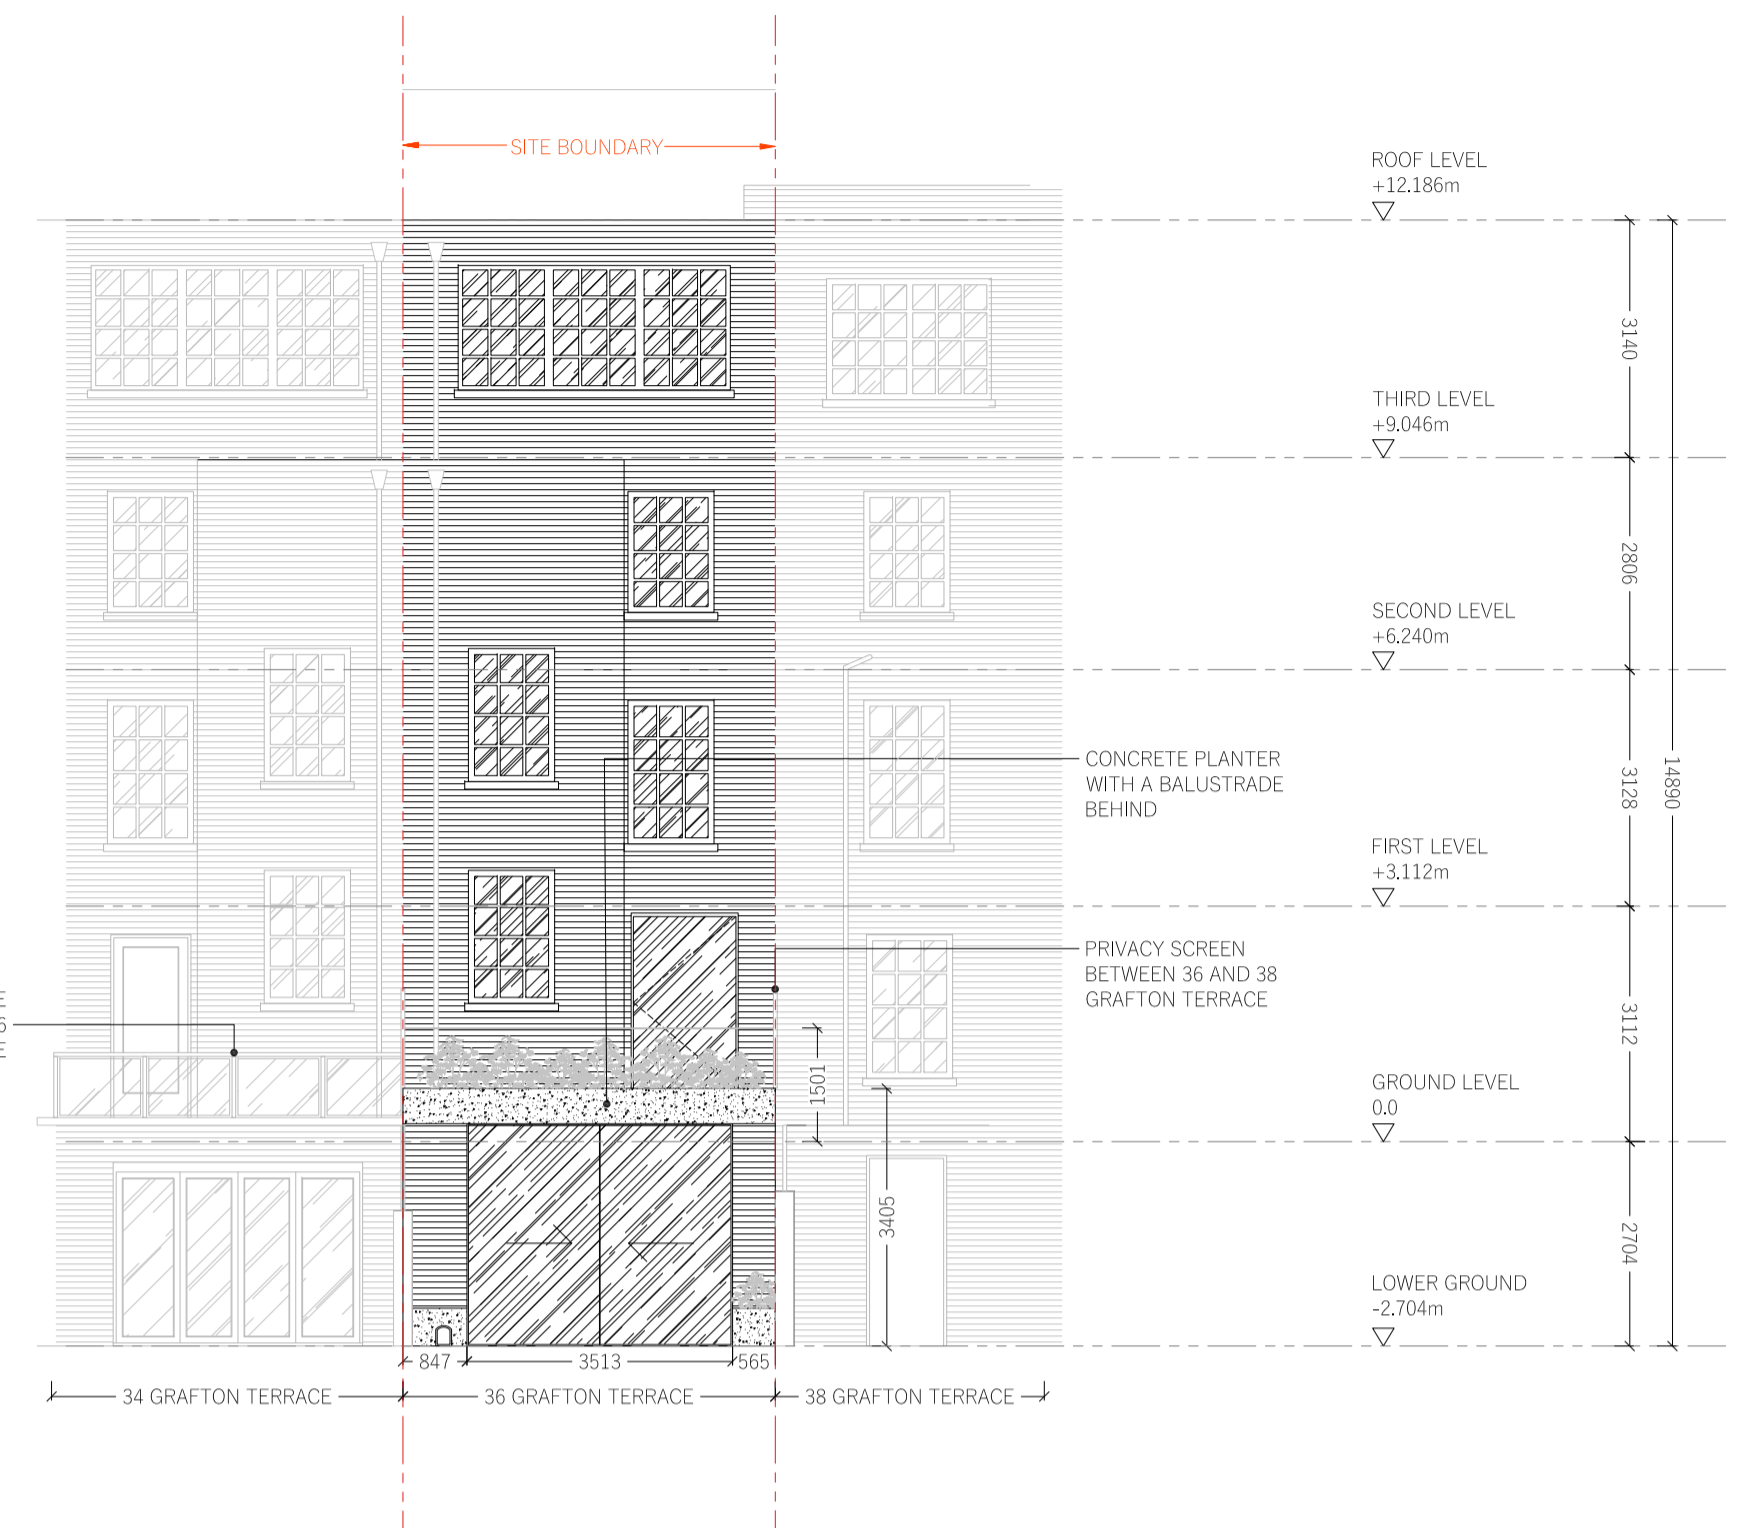 SITE BOUNDARY
ROOF LEVEL
+12.186m
3140
THIRD LEVEL
+9.046m
2806
SECOND LEVEL
+6.240m
CONCRETE PLANTER
WITH A BALUSTRADE
BEHIND
3128
14890
FIRST LEVEL
+3.112m
PRIVACY SCREEN
BETWEEN 36 AND 38
GRAFTON TERRACE
3112
1501
GROUND LEVEL
0.0
3405
2704
LOWER GROUND
-2.704m
847
3513
565
34 GRAFTON TERRACE
36 GRAFTON TERRACE
38 GRAFTON TERRACE